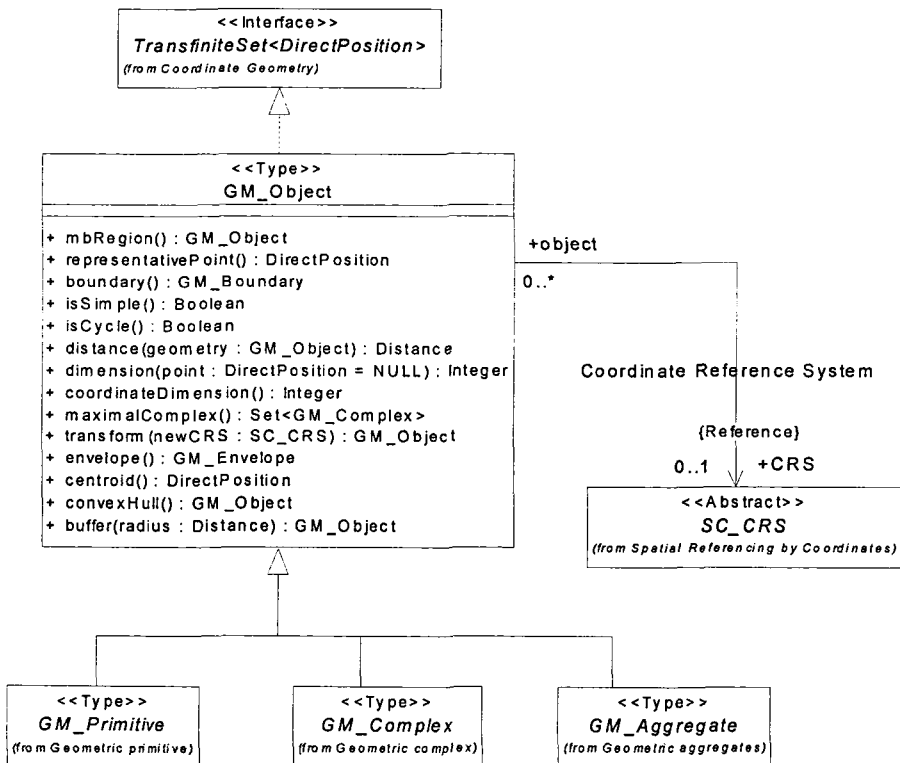 <<Interface>>
TransfiniteSet<DirectPosition>
(from Coordinate Geometry)
<<Type>>
GM_Object
+ mbRegion() : GM_Object
+ representativePoint() : DirectPosition
+ boundary() : GM_Boundary
+ isSimple() : Boolean
+ isCycle() : Boolean
+ distance(geometry : GM_Object) : Distance
+ dimension(point : DirectPosition = NULL) : Integer
+ coordinateDimension() : Integer
+ maximalComplex() : Set<GM_Complex>
+ transform(newCRS : SC_CRS) : GM_Object
+ envelope() : GM_Envelope
+ centroid() : DirectPosition
+ convexHull() : GM_Object
+ buffer(radius : Distance) : GM_Object
+object
0..*
Coordinate Reference System
{Reference}
0..1 +CRS
<<Abstract>>
SC_CRS
(from Spatial Referencing by Coordinates)
<<Type>>
GM_Primitive
(from Geometric primitive)
<<Type>>
GM_Complex
(from Geometric complex)
<<Type>>
GM_Aggregate
(from Geometric aggregates)